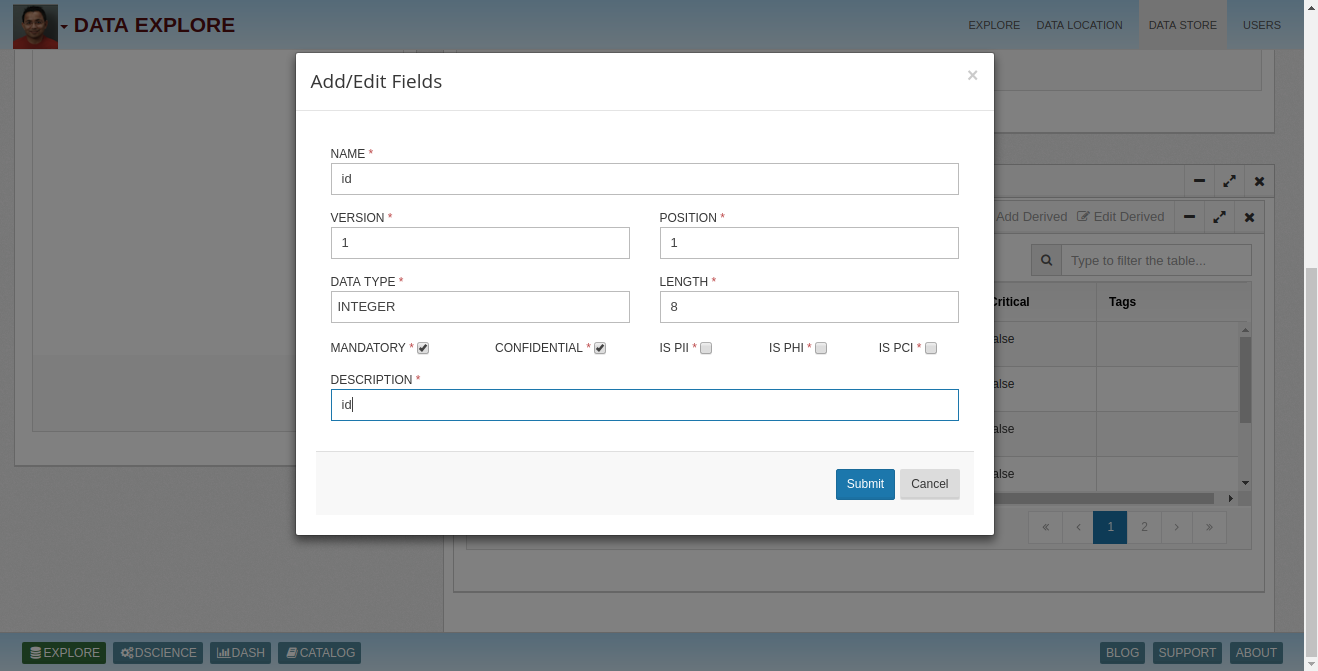 DATA EXPLORE
EXPLORE DATA LOCATION DATA STORE USERS
Add/Edit Fields ×
NAME *
id
VERSION * POSITION *
1 1
DATA TYPE * LENGTH *
INTEGER 8
MANDATORY * CONFIDENTIAL * IS PII * IS PHI * IS PCI *
DESCRIPTION *
id
Submit Cancel
Add Derived Edit Derived
Type to filter the table...
Critical Tags
alse
alse
alse
alse
« ‹ 1 2 › »
EXPLORE DSCIENCE DASH CATALOG
BLOG SUPPORT ABOUT